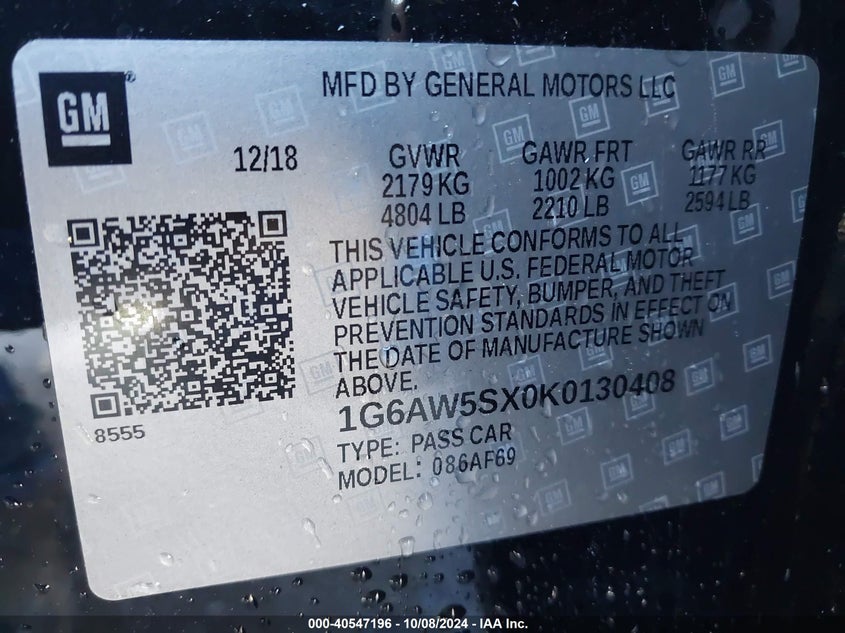 GM
MFD BY GENERAL MOTORS LLC
12/18 GVWR GAWR FRT GAWR RR
2179 KG 1002 KG 1177 KG
4804 LB 2210 LB 2594 LB
THIS VEHICLE CONFORMS TO ALL
APPLICABLE U.S. FEDERAL MOTOR
VEHICLE SAFETY, BUMPER, AND THEFT
PREVENTION STANDARDS IN EFFECT ON
THE DATE OF MANUFACTURE SHOWN
ABOVE.
8555
1G6AW5SX0K0130408
TYPE: PASS CAR
MODEL: 086AF69
000-40547196 - 10/08/2024 - IAA Inc.